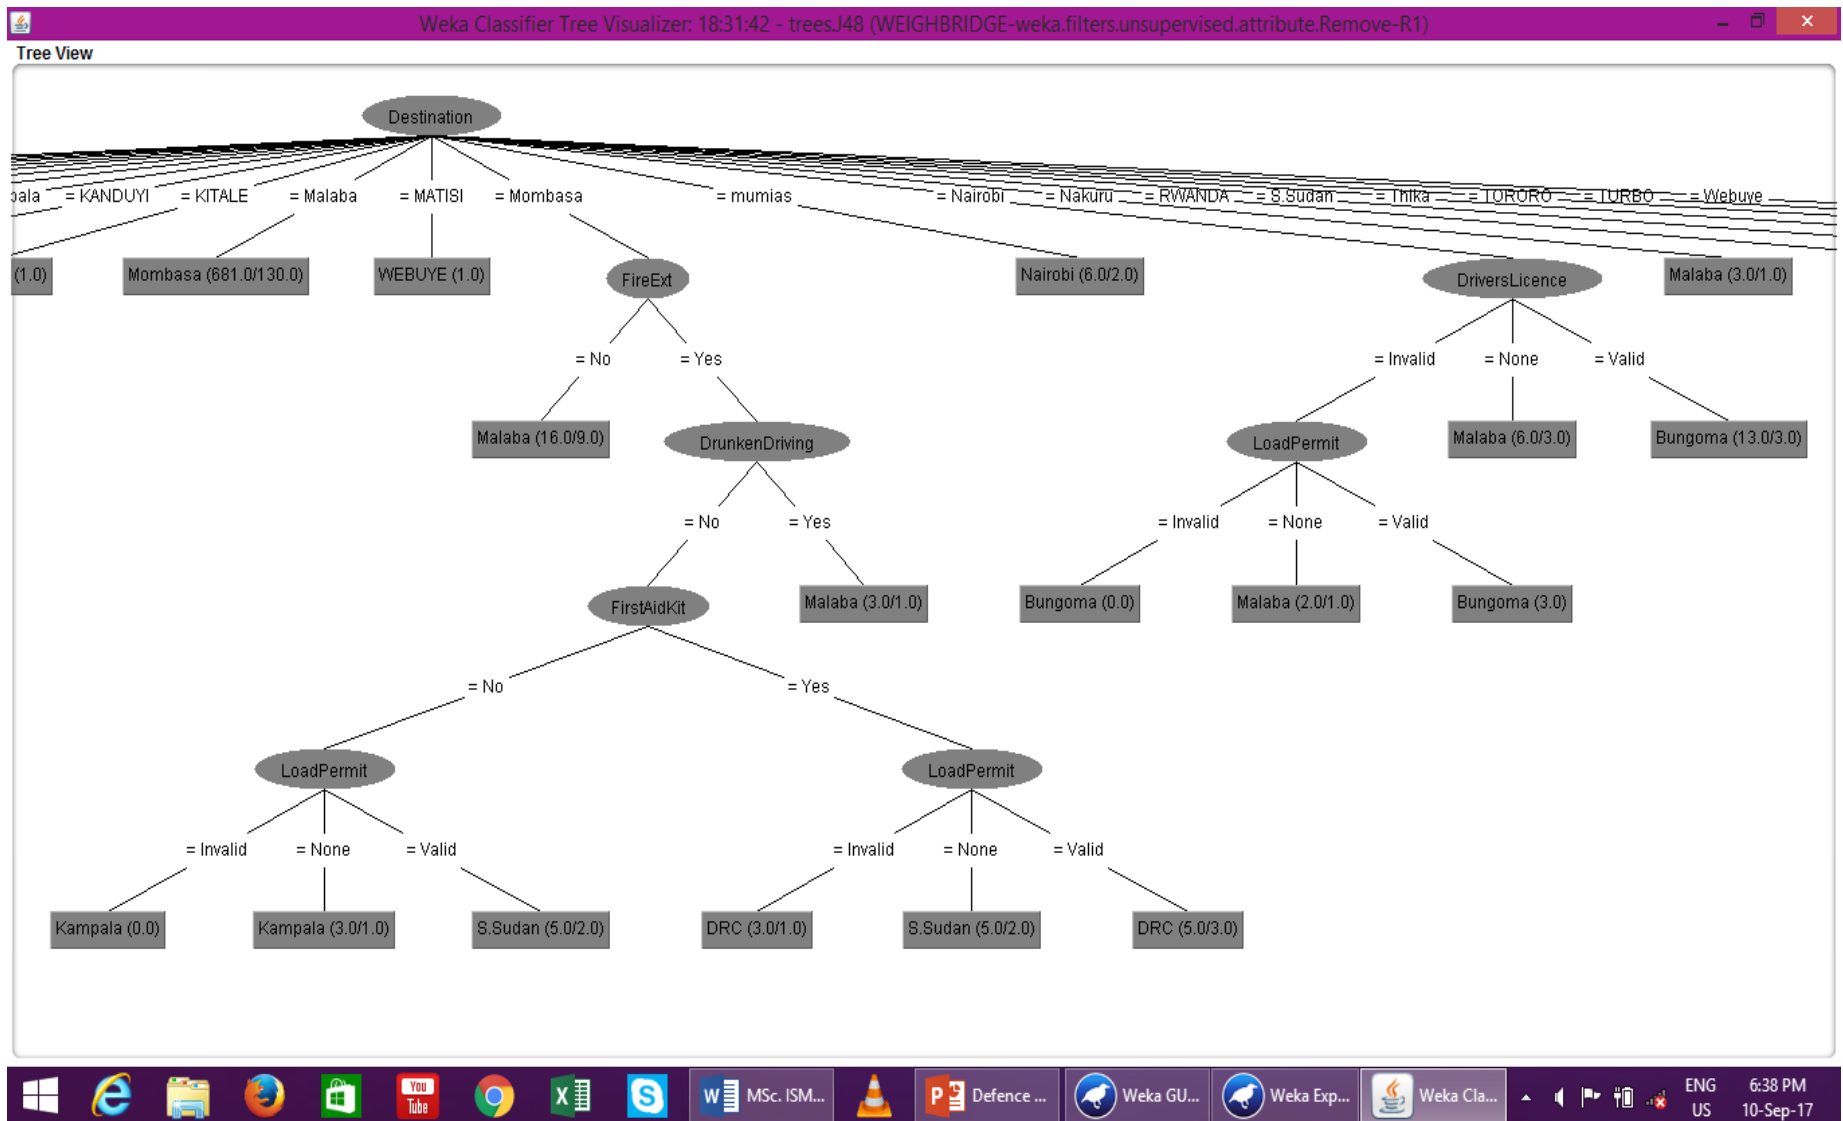 Weka Classifier Tree Visualizer: 18:31:42 - trees.J48 (WEIGHBRIDGE-weka.filters.unsupervised.attribute.Remove-R1)
Tree View
Destination
pala = KANDUYI = KITALE = Malaba = MATISI = Mombasa = mumias = Nairobi = Nakuru = RWANDA = S.Sudan = Thika = TORORO = TURBO = Webuye
(1.0) Mombasa (681.0/130.0) WEBUYE (1.0) FireExt Nairobi (6.0/2.0) DriversLicence Malaba (3.0/1.0)
= No = Yes = Invalid = None = Valid
Malaba (16.0/9.0) DrunkenDriving LoadPermit Malaba (6.0/3.0) Bungoma (13.0/3.0)
= No = Yes = Invalid = None = Valid
FirstAidKit Malaba (3.0/1.0) Bungoma (0.0) Malaba (2.0/1.0) Bungoma (3.0)
= No = Yes
LoadPermit LoadPermit
= Invalid = None = Valid = Invalid = None = Valid
Kampala (0.0) Kampala (3.0/1.0) S.Sudan (5.0/2.0) DRC (3.0/1.0) S.Sudan (5.0/2.0) DRC (5.0/3.0)
You Tube MSc. ISM... Defence ... Weka GU... Weka Exp... Weka Cla... ENG US 6:38 PM
10-Sep-17